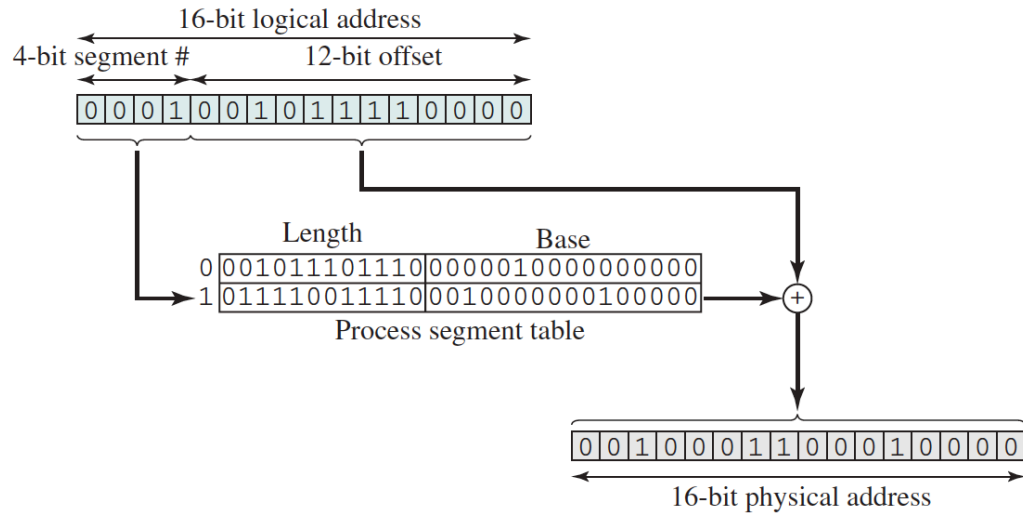 16-bit logical address
4-bit segment # 12-bit offset
0 0 0 1 0 0 1 0 1 1 1 1 0 0 0 0
Length Base
0 001011101110 0000010000000000
1 011110011110 0010000000100000
Process segment table
+
0 0 1 0 0 0 1 1 0 0 0 1 0 0 0 0
16-bit physical address